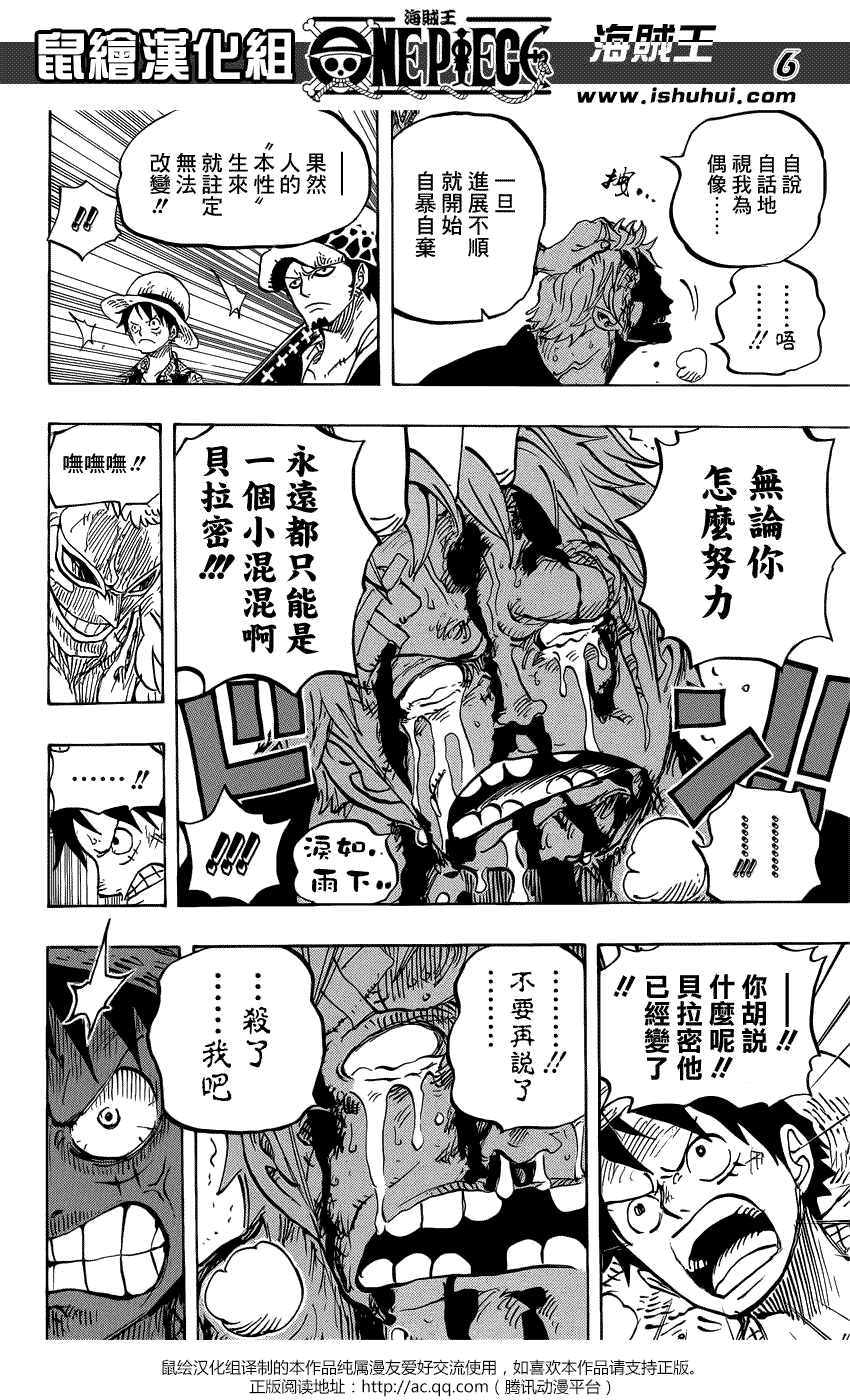 鼠繪漢化組
海賊王
ONE PIECE
海賊王
6
www.ishuhui.com
自說
自話地
視我為
偶像……
………唔!!
拽…
一旦
進展不順
就開始
自暴自棄
——
果然
人的
“本性”
生來
就註定
無法
改變!!
!!
無論你
怎麼努力
永遠都只能是
一個小混混啊
貝拉密!!!
ドドン!!
………!!!
!!!
淚如..
雨下..
嘸嘸嘸!!
……!!
——
你胡說
什麼呢!!
貝拉密他
已經變了
!!
……!!
不要再說了
…殺了
……我吧
鼠绘汉化组译制的本作品纯属漫友爱好交流使用，如喜欢本作品请支持正版。
正版阅读地址：http://ac.qq.com（腾讯动漫平台）